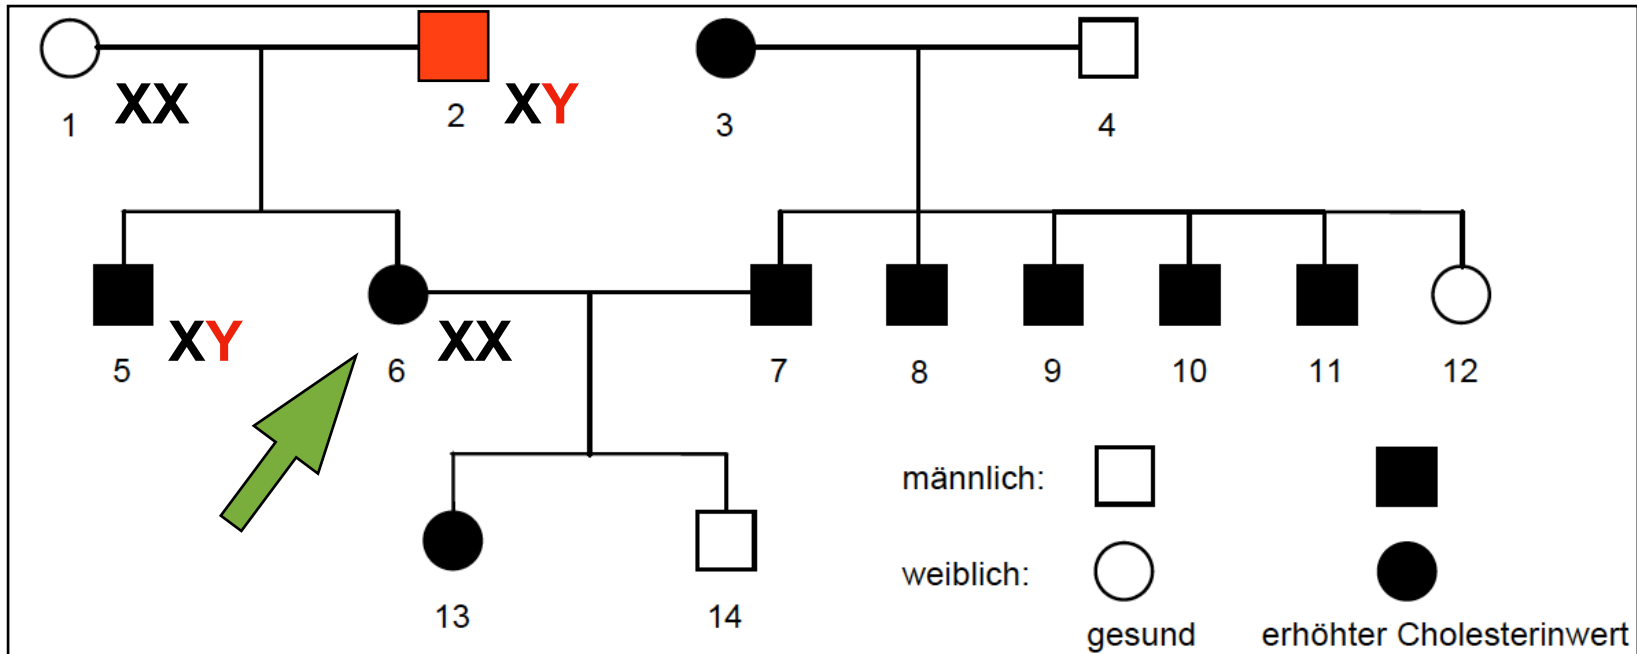 1 XX 2 XY 3 4
5 XY 6 XX 7 8 9 10 11 12
männlich:
weiblich:
13 14
gesund erhöhter Cholesterinwert